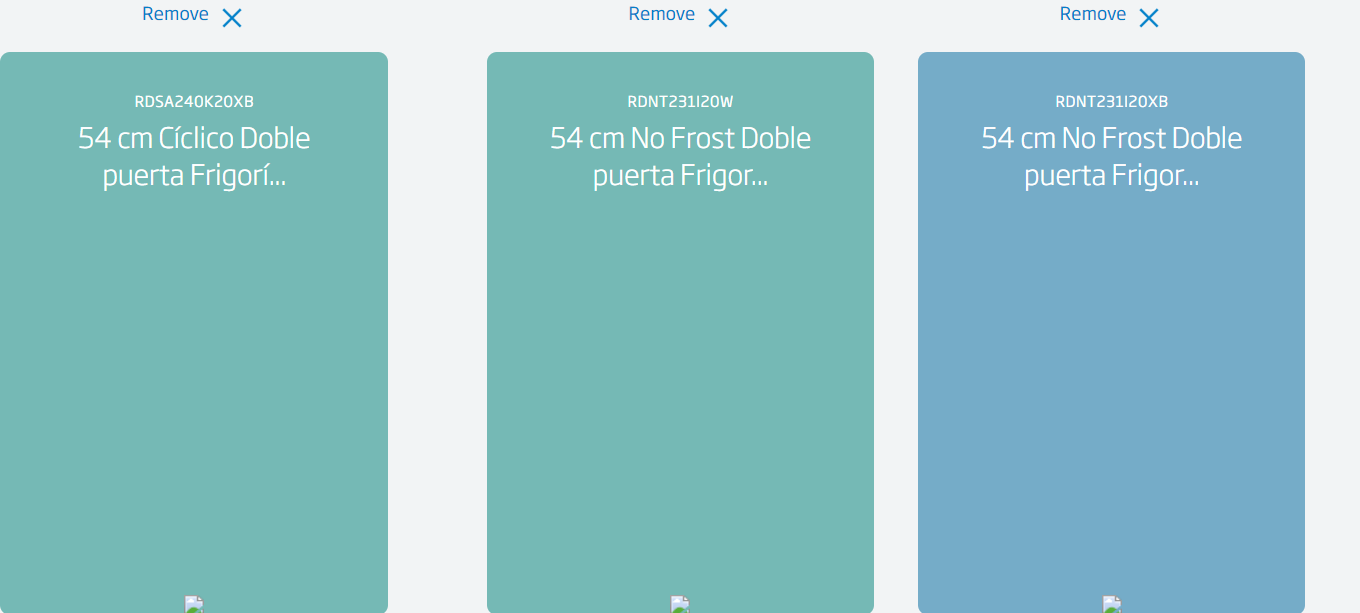 Remove
Remove
Remove
RDSA240K20XB
54 cm Cíclico Doble
puerta Frigorí...
RDNT231I20W
54 cm No Frost Doble
puerta Frigor...
RDNT231I20XB
54 cm No Frost Doble
puerta Frigor...